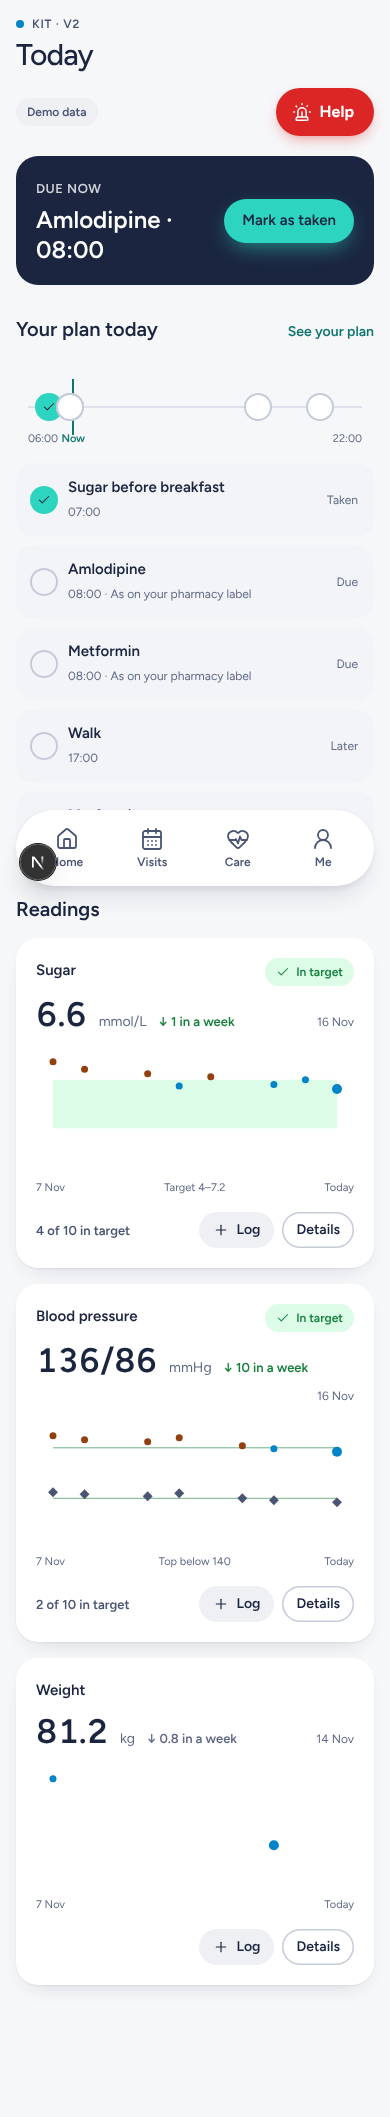 KIT · V2
Today
Demo data
Help
DUE NOW
Amlodipine ·
08:00
Mark as taken
Your plan today
See your plan
06:00 Now
22:00
Sugar before breakfast
07:00
Taken
Amlodipine
08:00 · As on your pharmacy label
Due
Metformin
08:00 · As on your pharmacy label
Due
Walk
17:00
Later
N
Visits
Care
Me
Readings
Sugar
In target
6.6 mmol/L ↓ 1 in a week
16 Nov
7 Nov
Target 4–7.2
Today
4 of 10 in target
+ Log
Details
Blood pressure
In target
136/86 mmHg ↓ 10 in a week
16 Nov
7 Nov
Top below 140
Today
2 of 10 in target
+ Log
Details
Weight
81.2 kg ↓ 0.8 in a week
14 Nov
7 Nov
Today
+ Log
Details